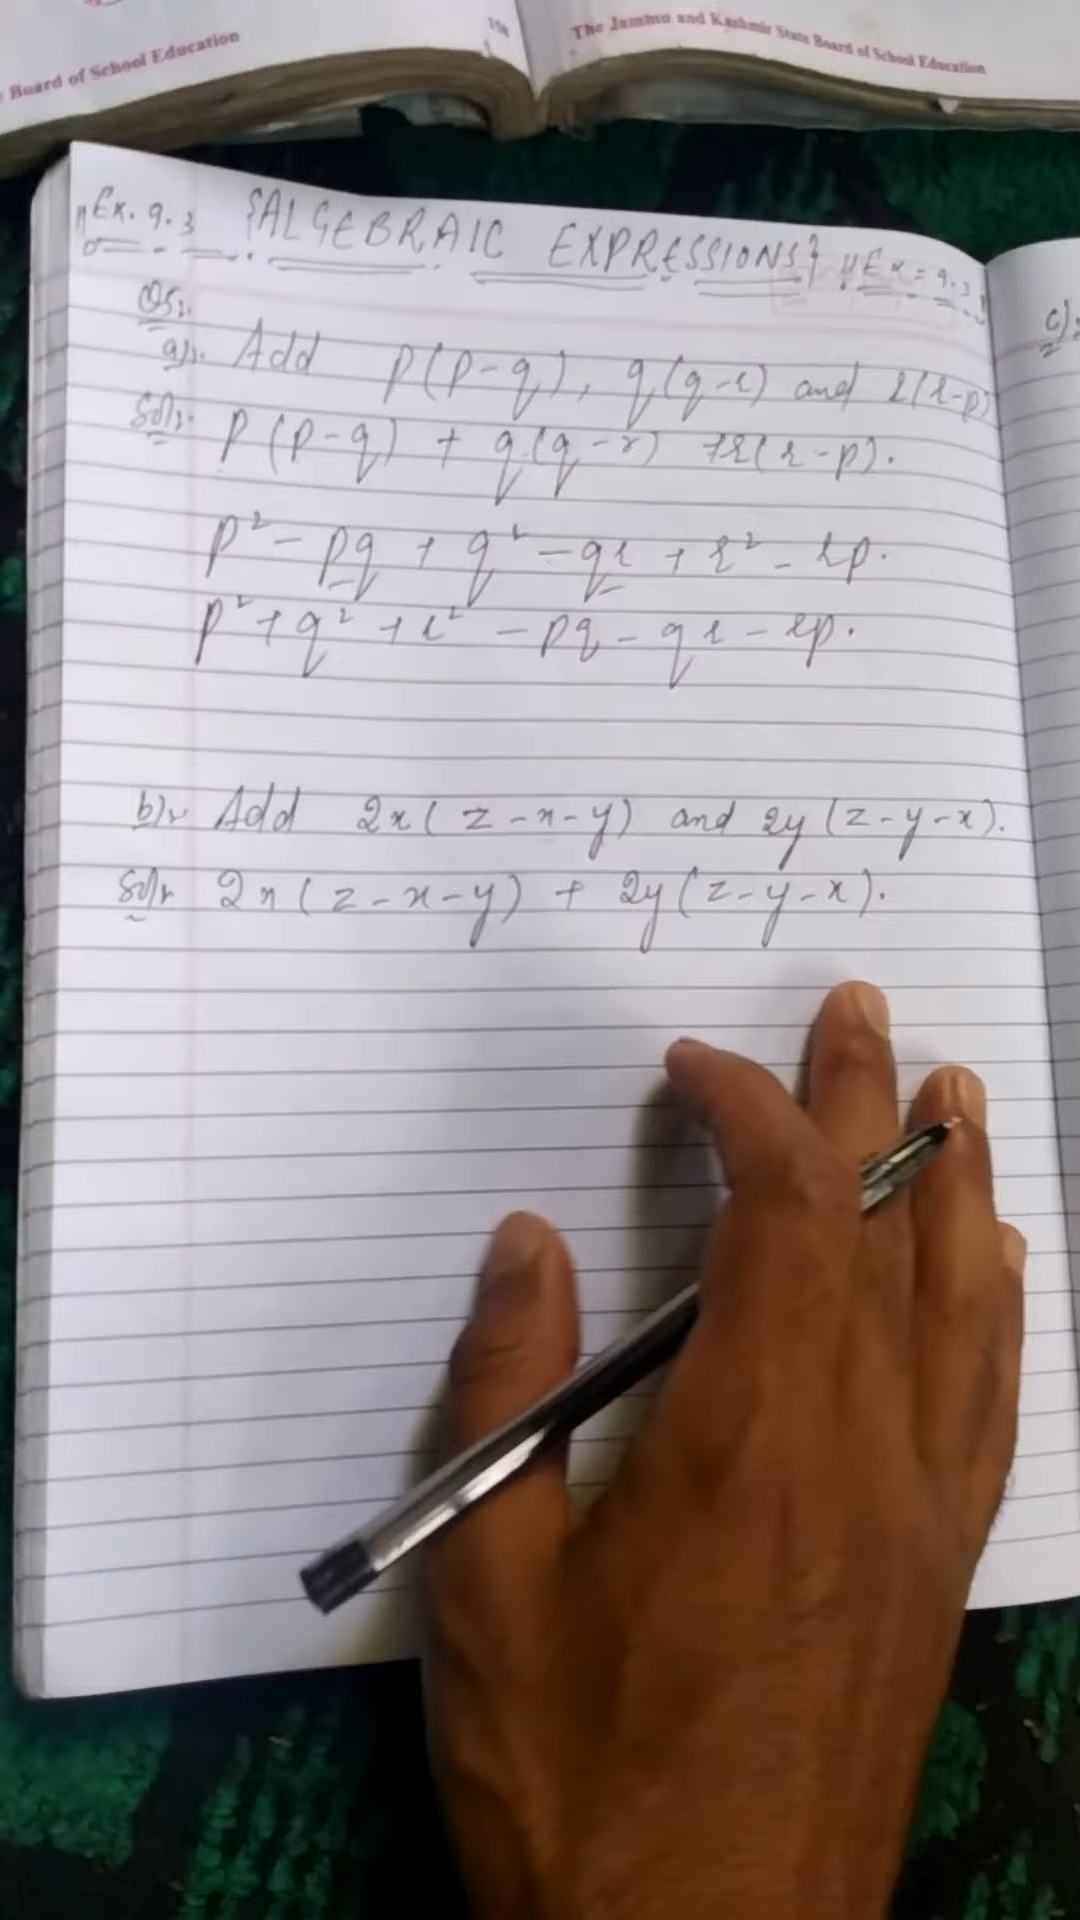 Board of School Education
The Jammu and Kashmir State Board of School Education
Ex. 9.3 {ALGEBRAIC EXPRESSIONS} "Ex = 9.3"
Q5:
a): Add p(p-q), q(q-r) and r(r-p)
Sol: p(p-q) + q(q-r) + r(r-p).
p² - pq + q² - qr + r² - rp.
p² + q² + r² - pq - qr - rp.
b): Add 2x(z-x-y) and 2y(z-y-x).
Sol: 2x(z-x-y) + 2y(z-y-x).
c):